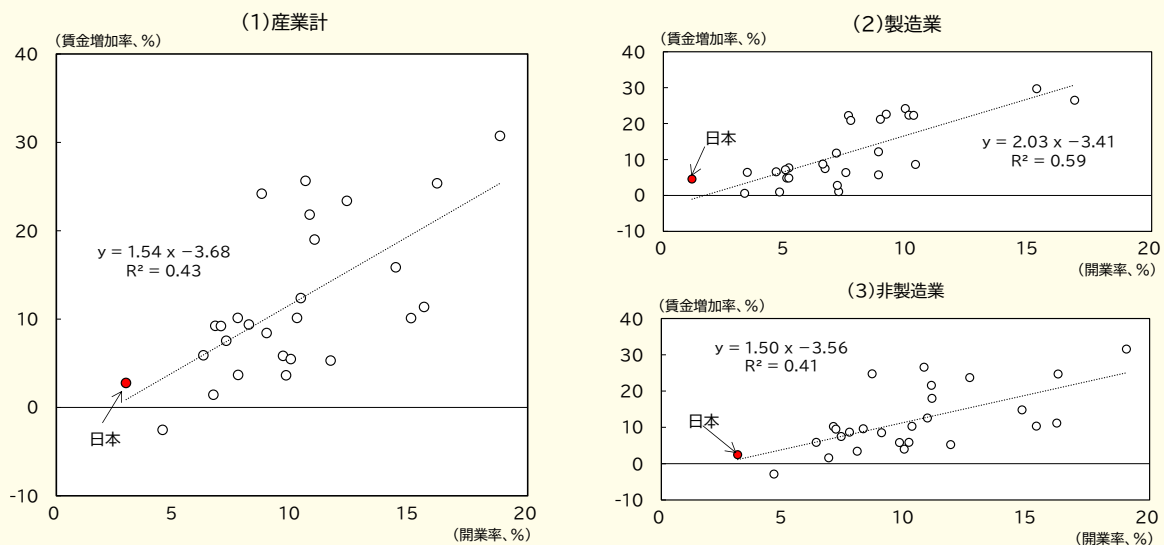 （１）産業計
（賃金増加率、％）
40
30
20
10
0
-10
y = 1.54 x －3.68
R² = 0.43
日本
0 5 10 15 20
（開業率、％）
（２）製造業
（賃金増加率、％）
40
30
20
10
0
-10
日本
y = 2.03 x －3.41
R² = 0.59
0 5 10 15 20
（開業率、％）
（３）非製造業
（賃金増加率、％）
40
30
20
10
0
-10
y = 1.50 x －3.56
R² = 0.41
日本
0 5 10 15 20
（開業率、％）